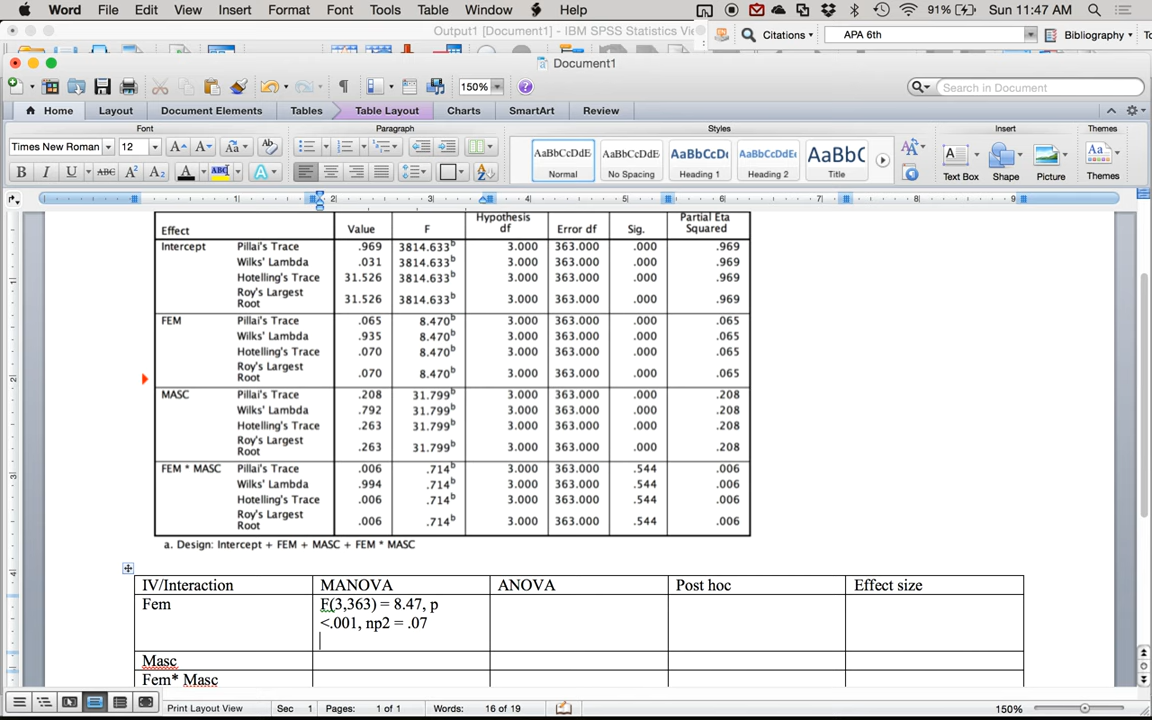 Word File Edit View Insert Format Font Tools Table Window Help 91% Sun 11:47 AM
Output1 [Document1] - IBM SPSS Statistics Vie
Citations APA 6th Bibliography To
Document1
150% Search in Document
Home Layout Document Elements Tables Table Layout Charts SmartArt Review
Font Paragraph Styles Insert Themes
Times New Roman 12
AaBbCcDdE AaBbCcDdE AaBbCcD AaBbCcDdE AaBbC
Normal No Spacing Heading 1 Heading 2 Title
Text Box Shape Picture Themes
B I U ABC A2 A2 A ABC A
1 2 3 4 5 6 7 8 9
Effect Value F Hypothesis df Error df Sig. Partial Eta Squared
Intercept Pillai's Trace .969 3814.633b 3.000 363.000 .000 .969
Wilks' Lambda .031 3814.633b 3.000 363.000 .000 .969
Hotelling's Trace 31.526 3814.633b 3.000 363.000 .000 .969
Roy's Largest Root 31.526 3814.633b 3.000 363.000 .000 .969
FEM Pillai's Trace .065 8.470b 3.000 363.000 .000 .065
Wilks' Lambda .935 8.470b 3.000 363.000 .000 .065
Hotelling's Trace .070 8.470b 3.000 363.000 .000 .065
Roy's Largest Root .070 8.470b 3.000 363.000 .000 .065
MASC Pillai's Trace .208 31.799b 3.000 363.000 .000 .208
Wilks' Lambda .792 31.799b 3.000 363.000 .000 .208
Hotelling's Trace .263 31.799b 3.000 363.000 .000 .208
Roy's Largest Root .263 31.799b 3.000 363.000 .000 .208
FEM * MASC Pillai's Trace .006 .714b 3.000 363.000 .544 .006
Wilks' Lambda .994 .714b 3.000 363.000 .544 .006
Hotelling's Trace .006 .714b 3.000 363.000 .544 .006
Roy's Largest Root .006 .714b 3.000 363.000 .544 .006
a. Design: Intercept + FEM + MASC + FEM * MASC
IV/Interaction MANOVA ANOVA Post hoc Effect size
Fem F(3,363) = 8.47, p
<.001, np2 = .07
Masc
Fem* Masc
Print Layout View Sec 1 Pages: 1 of 1 Words: 16 of 19 150%